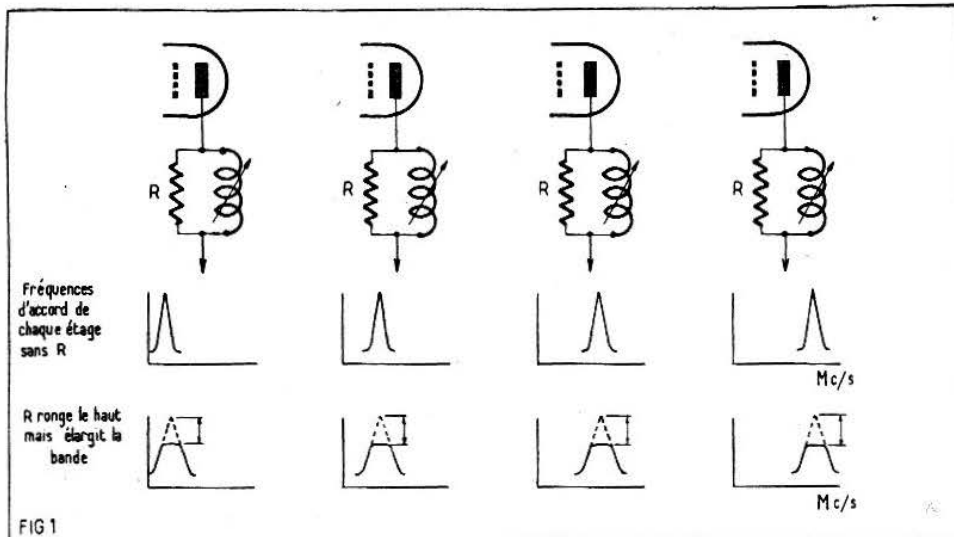 R
R
R
R
Fréquences
d'accord de
chaque étage
sans R
Mc/s
R ronge le haut
mais élargit la
bande
Mc/s
FIG 1